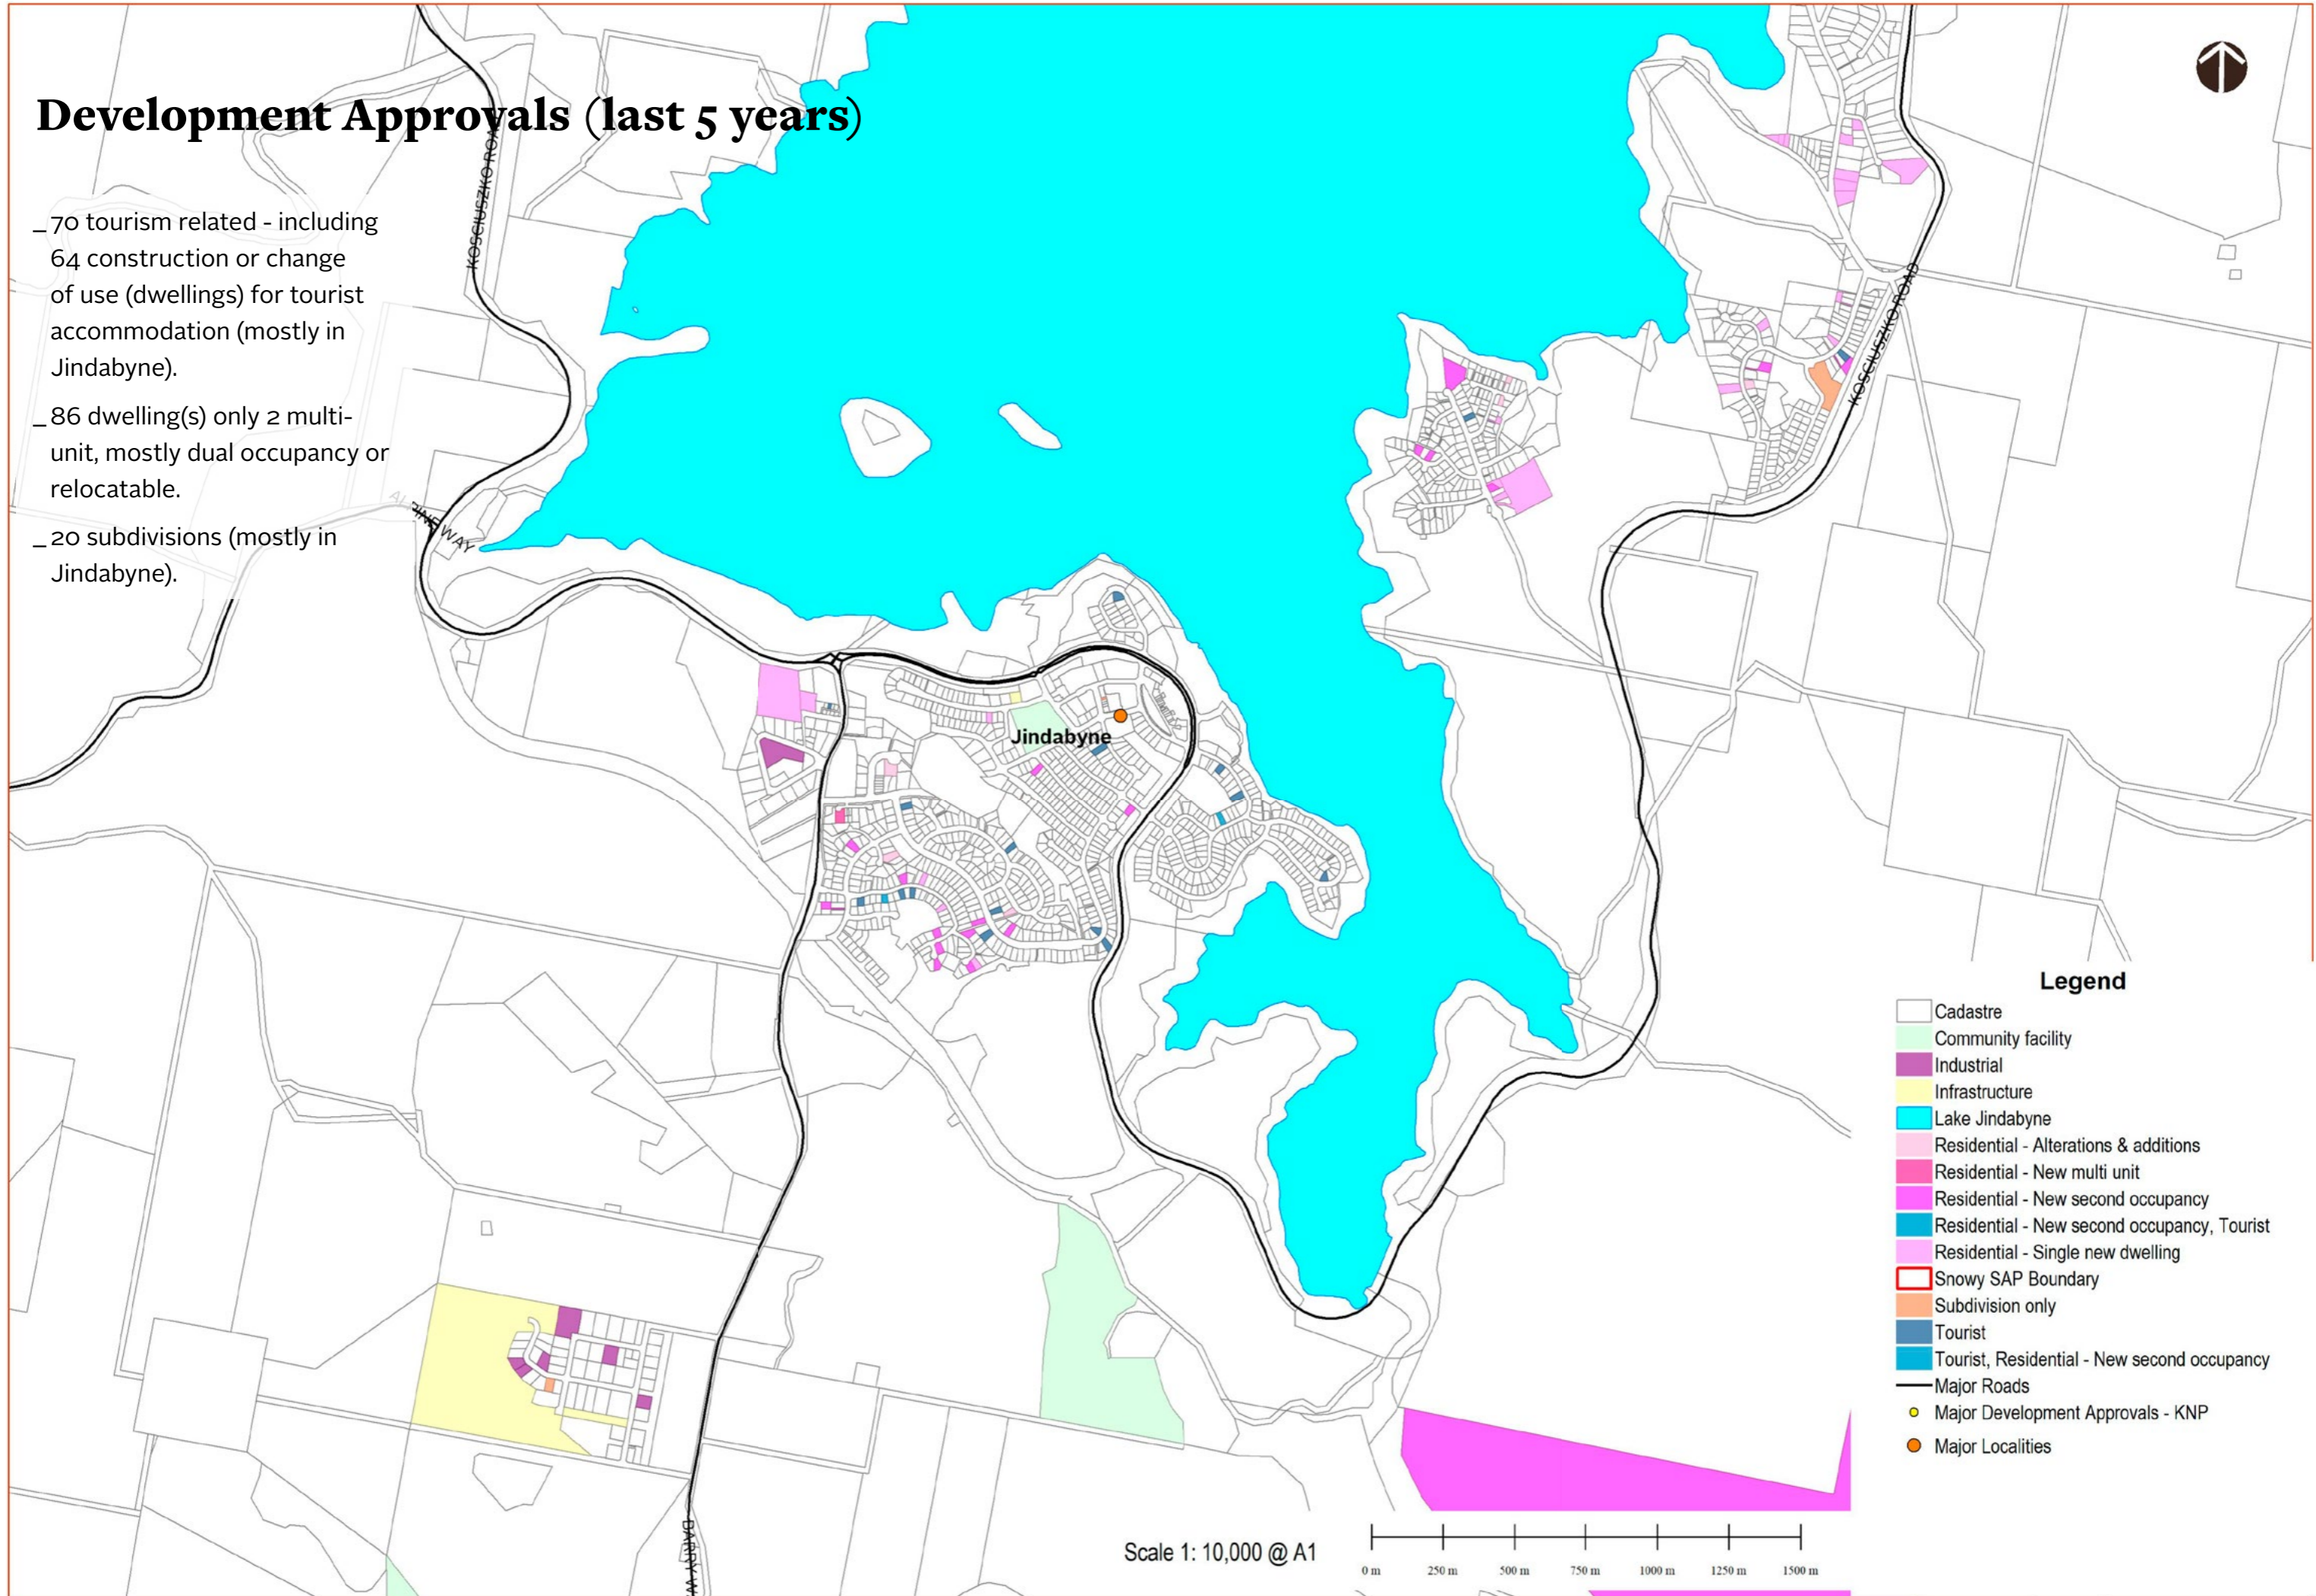 Development Approvals (last 5 years)
_70 tourism related - including
64 construction or change
of use (dwellings) for tourist
accommodation (mostly in
Jindabyne).
_86 dwelling(s) only 2 multi-
unit, mostly dual occupancy or
relocatable.
_20 subdivisions (mostly in
Jindabyne).
KOSCIUSZKO ROAD
ALPINE WAY
KOSCIUSZKO ROAD
Jindabyne
BARRY W
Legend
Cadastre
Community facility
Industrial
Infrastructure
Lake Jindabyne
Residential - Alterations & additions
Residential - New multi unit
Residential - New second occupancy
Residential - New second occupancy, Tourist
Residential - Single new dwelling
Snowy SAP Boundary
Subdivision only
Tourist
Tourist, Residential - New second occupancy
Major Roads
Major Development Approvals - KNP
Major Localities
Scale 1: 10,000 @ A1
0 m 250 m 500 m 750 m 1000 m 1250 m 1500 m